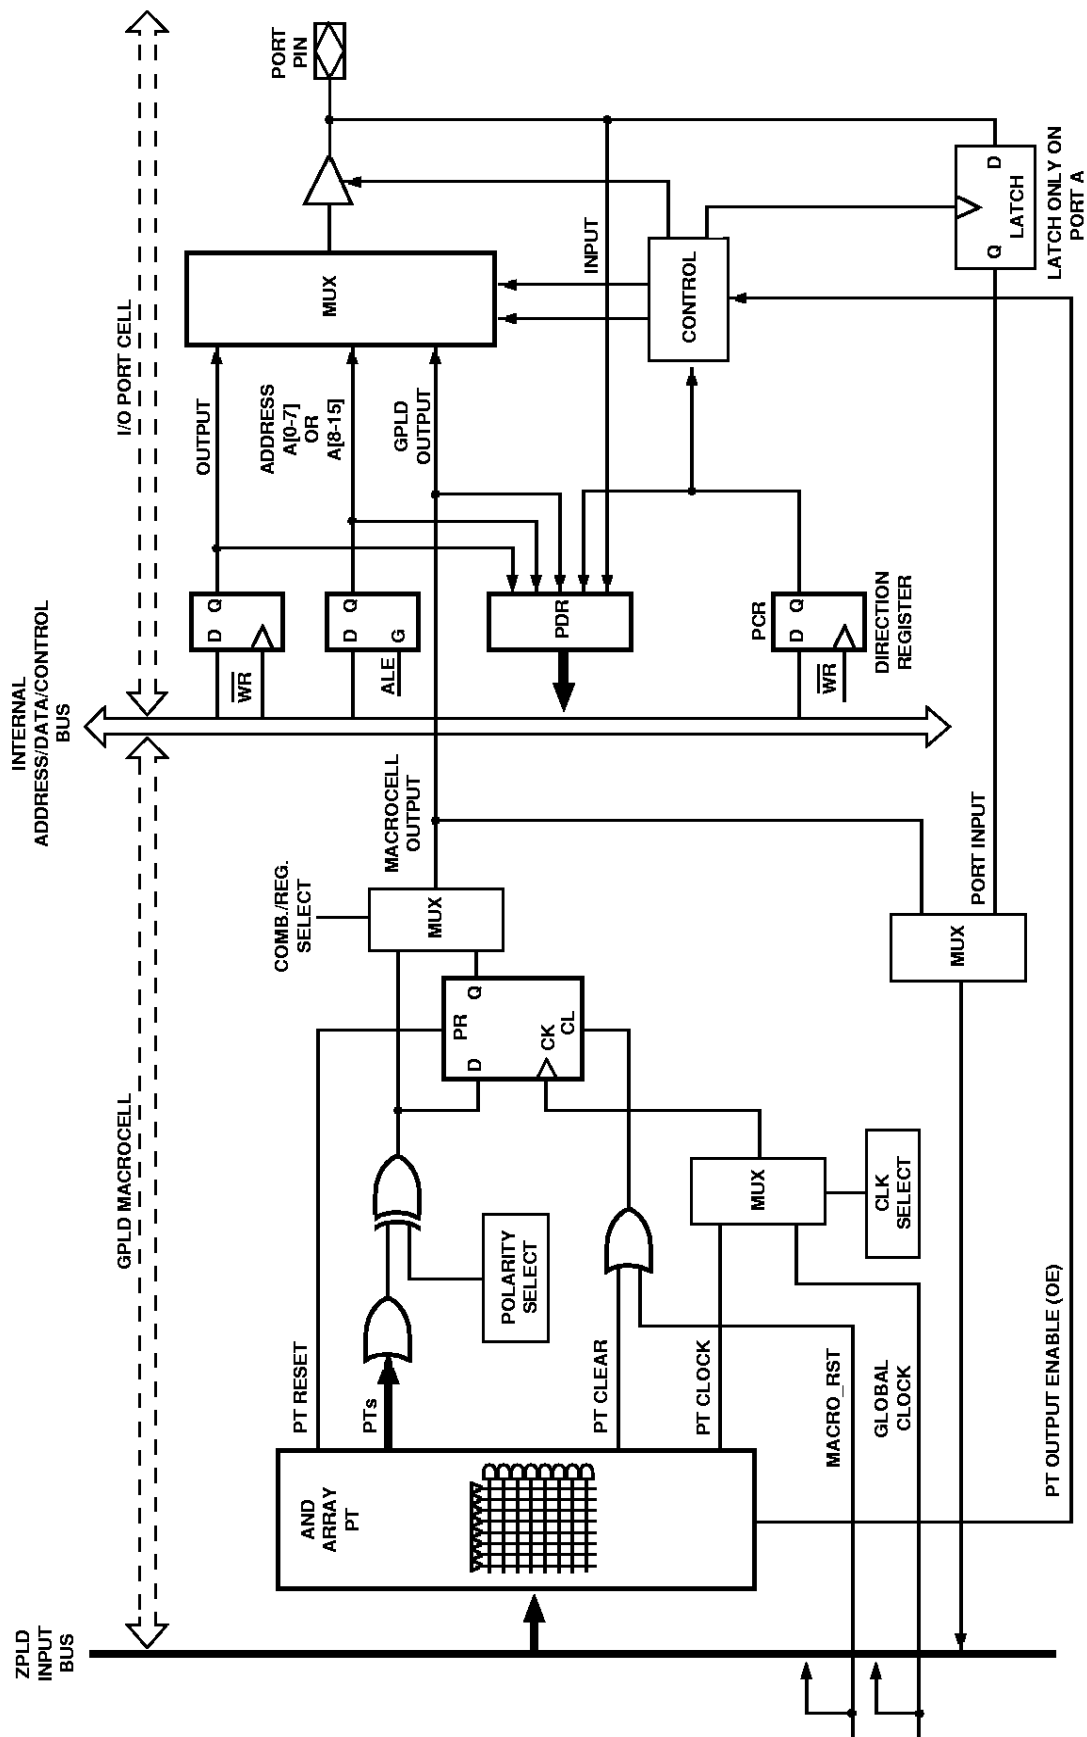 ZPLD
INPUT
BUS
GPLD MACROCELL
INTERNAL
ADDRESS/DATA/CONTROL
BUS
I/O PORT CELL
AND
ARRAY
PT
PT RESET
PTs
PT CLEAR
PT CLOCK
MACRO_RST
GLOBAL
CLOCK
PT OUTPUT ENABLE (OE)
POLARITY
SELECT
MUX
CLK
SELECT
PR
D
Q
CK
CL
COMB./REG.
SELECT
MUX
MACROCELL
OUTPUT
MUX
PORT INPUT
D
Q
WR
D
Q
G
ALE
PDR
PCR
D
Q
WR
DIRECTION
REGISTER
OUTPUT
ADDRESS
A[0-7]
OR
A[8-15]
GPLD
OUTPUT
MUX
INPUT
CONTROL
Q
D
LATCH
LATCH ONLY ON
PORT A
PORT
PIN